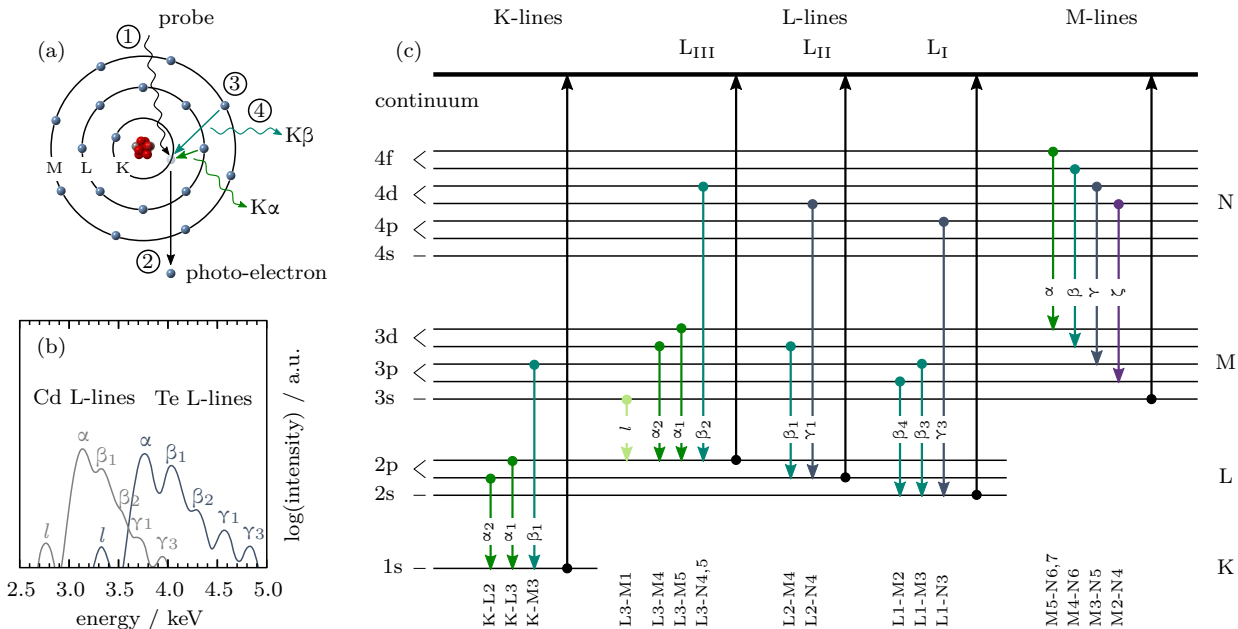 (a)
probe
①
③
④
Kβ
M L K
Kα
②
photo-electron
(b)
Cd L-lines Te L-lines
α β₁ α β₁
β₂ β₂
γ₁ γ₁
l l γ₃ γ₃
2.5 3.0 3.5 4.0 4.5 5.0
energy / keV
log(intensity) / a.u.
(c)
K-lines L-lines M-lines
L_III L_II L_I
continuum
4f
4d
4p
4s
N
3d
3p
3s
M
2p
2s
L
1s
K
α β γ ζ
l α₂ α₁ β₂ β₁ γ₁ β₄ β₃ γ₃
α₂ α₁ β₁
K-L2
K-L3
K-M3
L3-M1
L3-M4
L3-M5
L3-N4,5
L2-M4
L2-N4
L1-M2
L1-M3
L1-N3
M5-N6,7
M4-N6
M3-N5
M2-N4